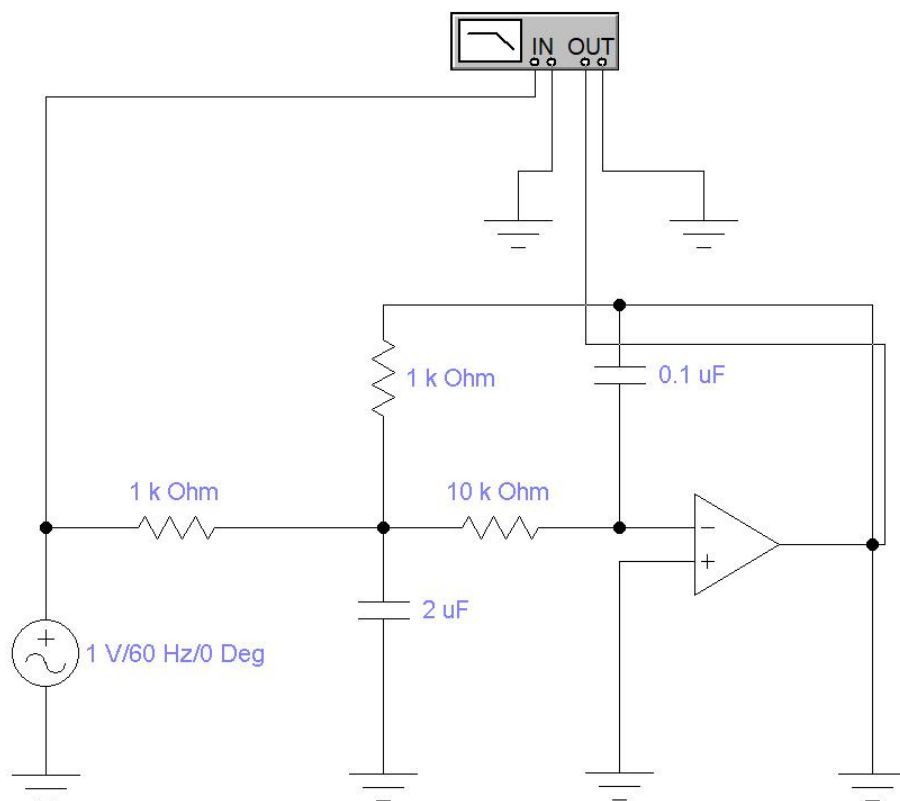 IN OUT
1 k Ohm
0.1 uF
1 k Ohm
10 k Ohm
2 uF
1 V/60 Hz/0 Deg